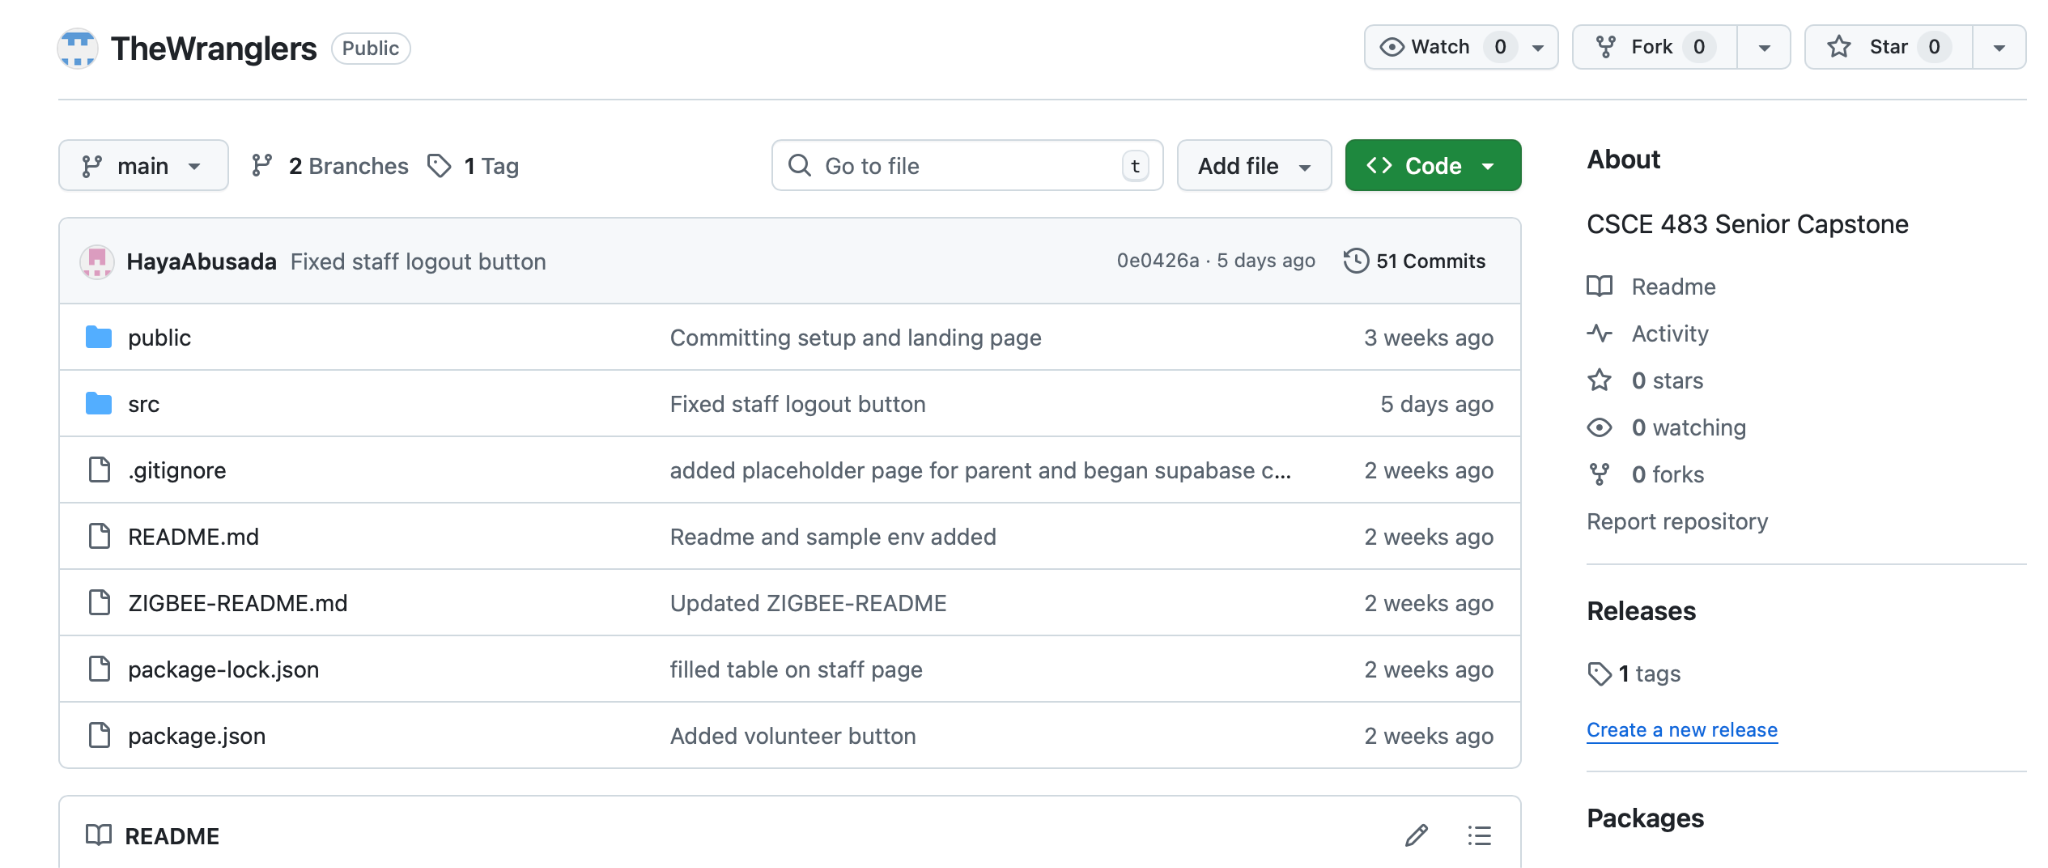 TheWranglers Public Watch 0 Fork 0 Star 0
main 2 Branches 1 Tag Go to file t Add file Code
HayaAbusada Fixed staff logout button 0e0426a · 5 days ago 51 Commits
public Committing setup and landing page 3 weeks ago
src Fixed staff logout button 5 days ago
.gitignore added placeholder page for parent and began supabase c... 2 weeks ago
README.md Readme and sample env added 2 weeks ago
ZIGBEE-README.md Updated ZIGBEE-README 2 weeks ago
package-lock.json filled table on staff page 2 weeks ago
package.json Added volunteer button 2 weeks ago
README
About
CSCE 483 Senior Capstone
Readme
Activity
0 stars
0 watching
0 forks
Report repository
Releases
1 tags
Create a new release
Packages